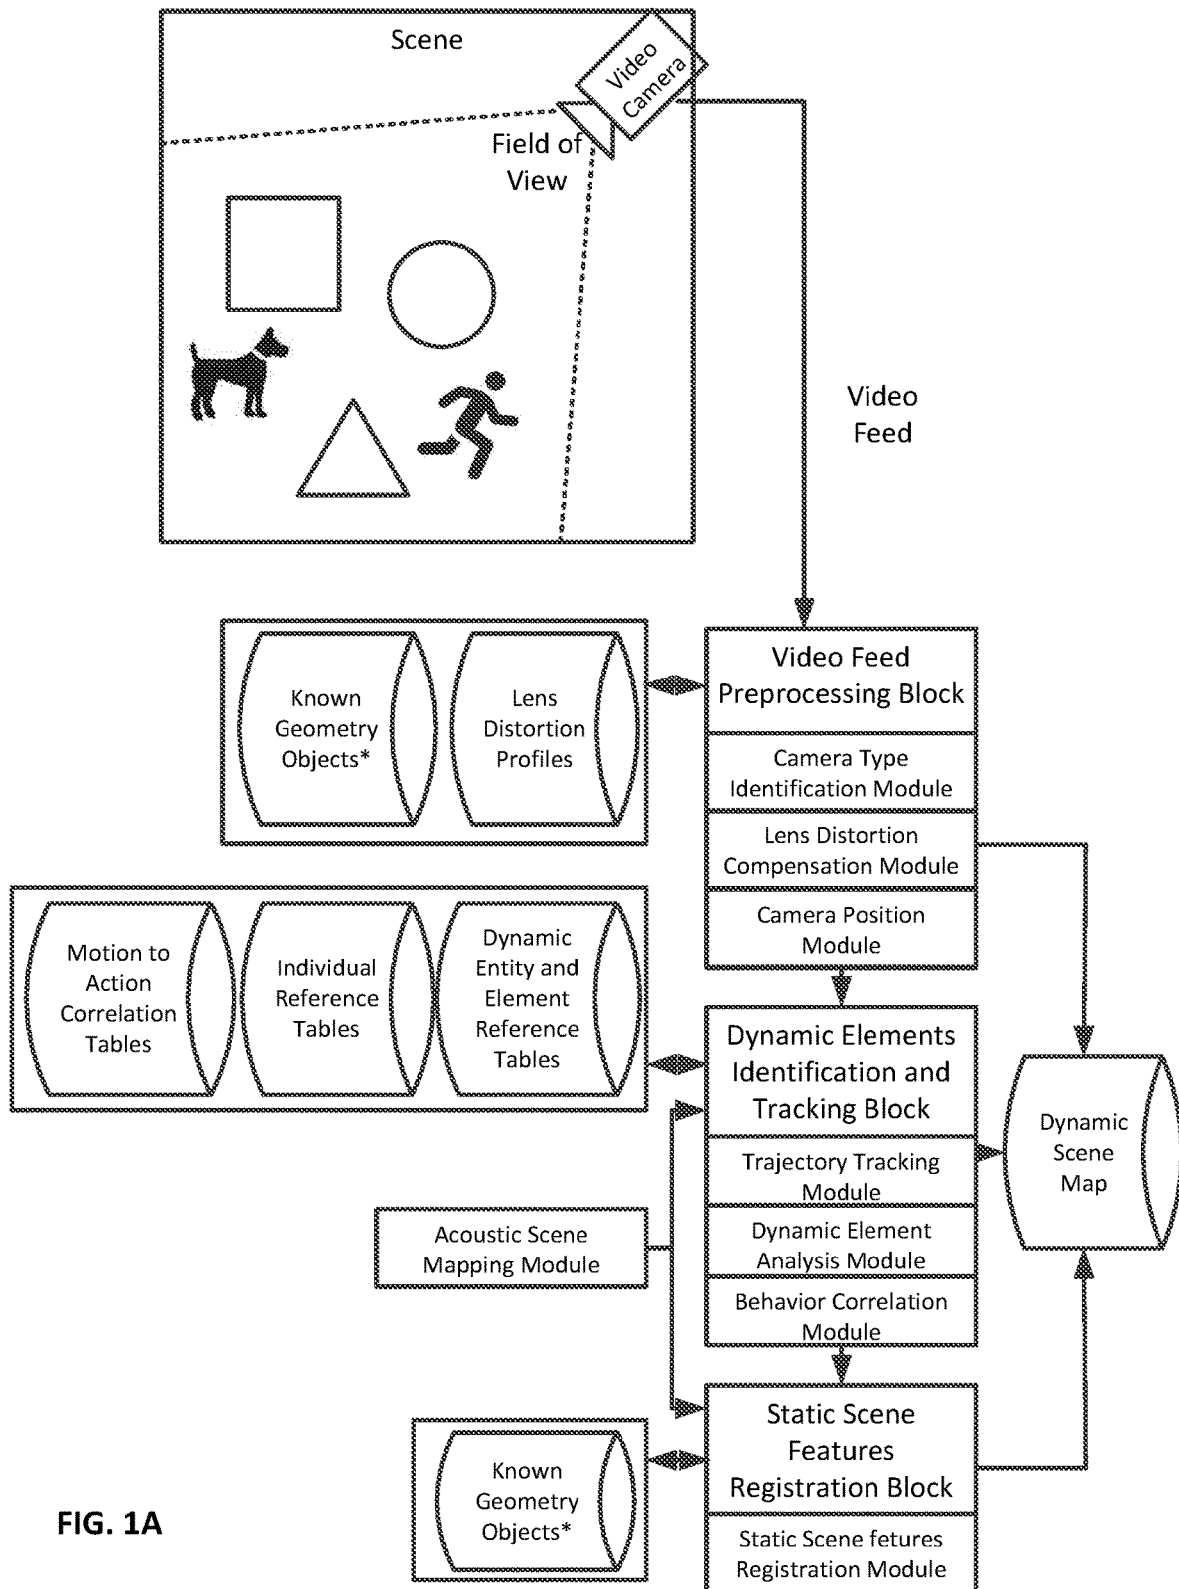 Scene
Video
Camera
Field of
View
Video
Feed
Known
Geometry
Objects*
Lens
Distortion
Profiles
Video Feed
Preprocessing Block
Camera Type
Identification Module
Lens Distortion
Compensation Module
Camera Position
Module
Motion to
Action
Correlation
Tables
Individual
Reference
Tables
Dynamic
Entity and
Element
Reference
Tables
Dynamic Elements
Identification and
Tracking Block
Trajectory Tracking
Module
Dynamic Element
Analysis Module
Behavior Correlation
Module
Dynamic
Scene
Map
Acoustic Scene
Mapping Module
Static Scene
Features
Registration Block
Static Scene fetures
Registration Module
Known
Geometry
Objects*
FIG. 1A